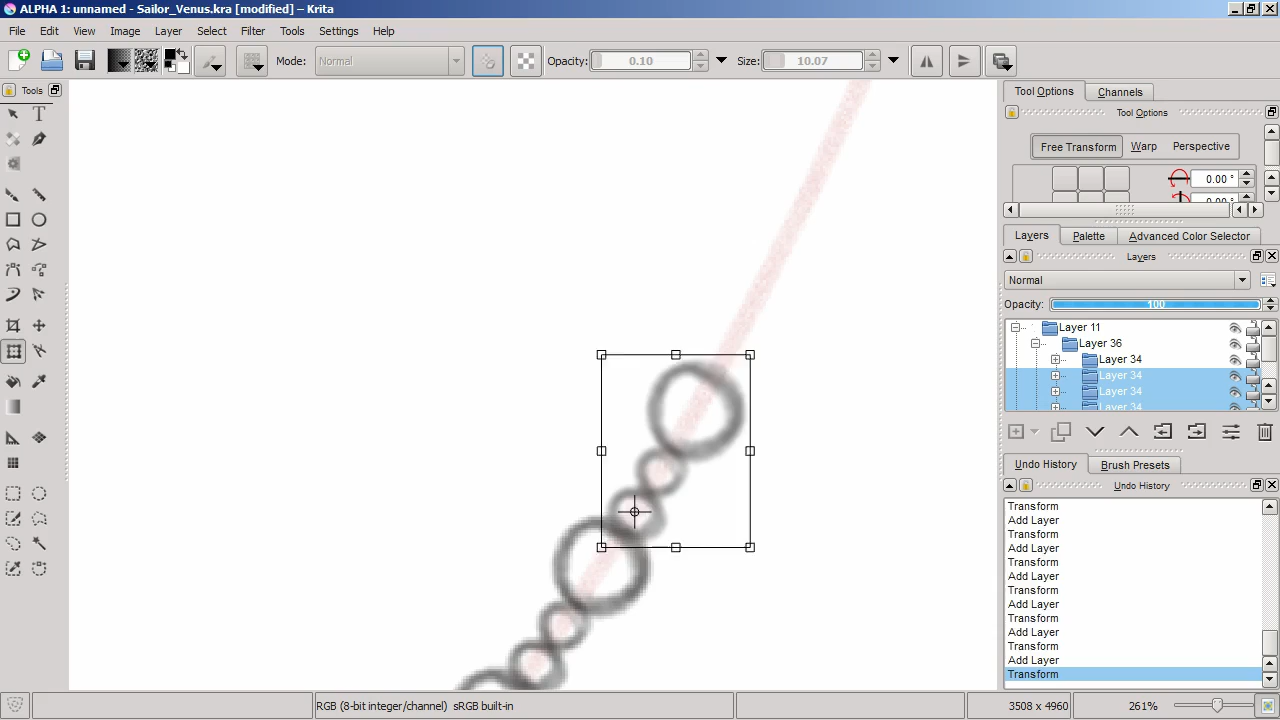 ALPHA 1: unnamed - Sailor_Venus.kra [modified] – Krita
File Edit View Image Layer Select Filter Tools Settings Help
Mode: Normal Opacity: 0.10 Size: 10.07
Tools
Tool Options Channels
Tool Options
Free Transform Warp Perspective
0.00 °
0.00 °
Layers Palette Advanced Color Selector
Layers
Normal
Opacity: 100
Layer 11
Layer 36
Layer 34
Layer 34
Layer 34
Layer 34
Undo History Brush Presets
Undo History
Transform
Add Layer
Transform
Add Layer
Transform
Add Layer
Transform
Add Layer
Transform
Add Layer
Transform
Add Layer
Transform
RGB (8-bit integer/channel) sRGB built-in 3508 x 4960 261%